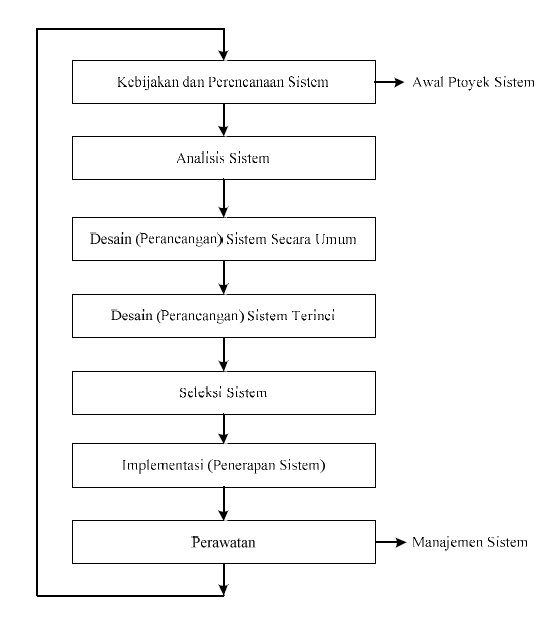 Kebijakan dan Perencanaan Sistem
Awal Ptoyek Sistem
Analisis Sistem
Desain (Perancangan) Sistem Secara Umum
Desain (Perancangan) Sistem Terinci
Seleksi Sistem
Implementasi (Penerapan Sistem)
Perawatan
Manajemen Sistem